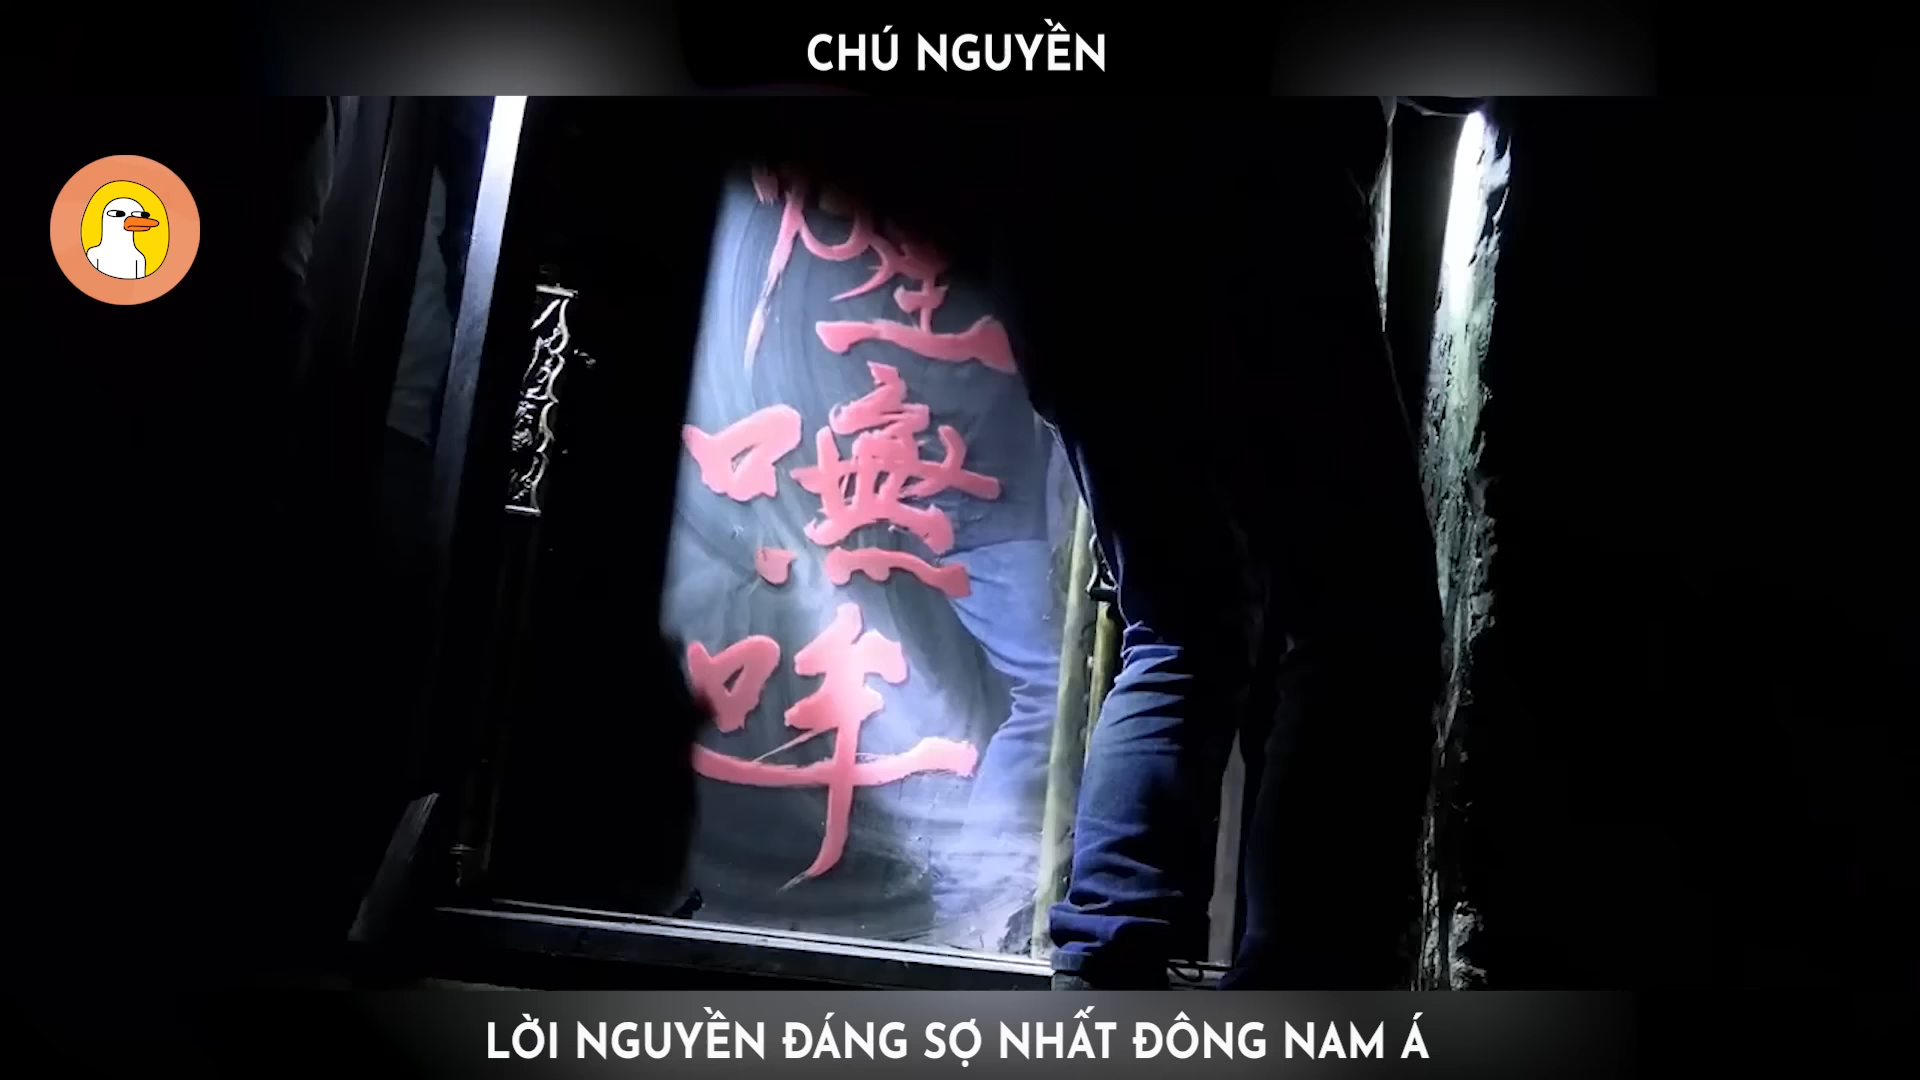 CHÚ NGUYỀN
嘸
哞
LỜI NGUYỀN ĐÁNG SỢ NHẤT ĐÔNG NAM Á